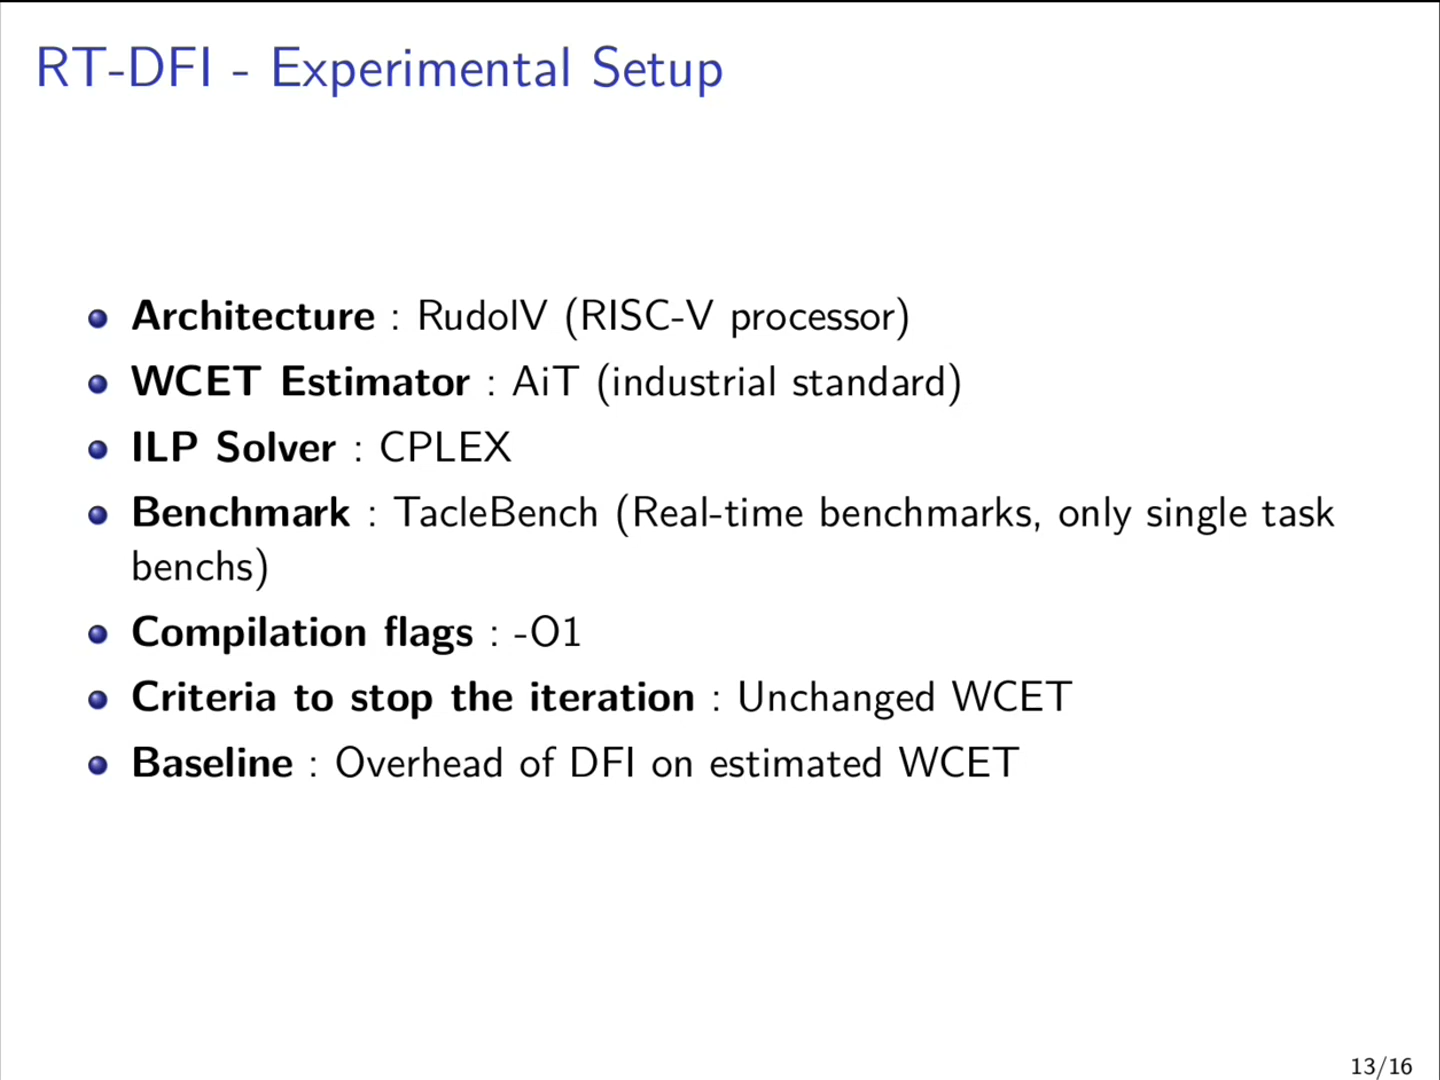 RT-DFI - Experimental Setup
Architecture : RudolV (RISC-V processor)
WCET Estimator : AiT (industrial standard)
ILP Solver : CPLEX
Benchmark : TacleBench (Real-time benchmarks, only single task
benchs)
Compilation flags : -O1
Criteria to stop the iteration : Unchanged WCET
Baseline : Overhead of DFI on estimated WCET
13/16